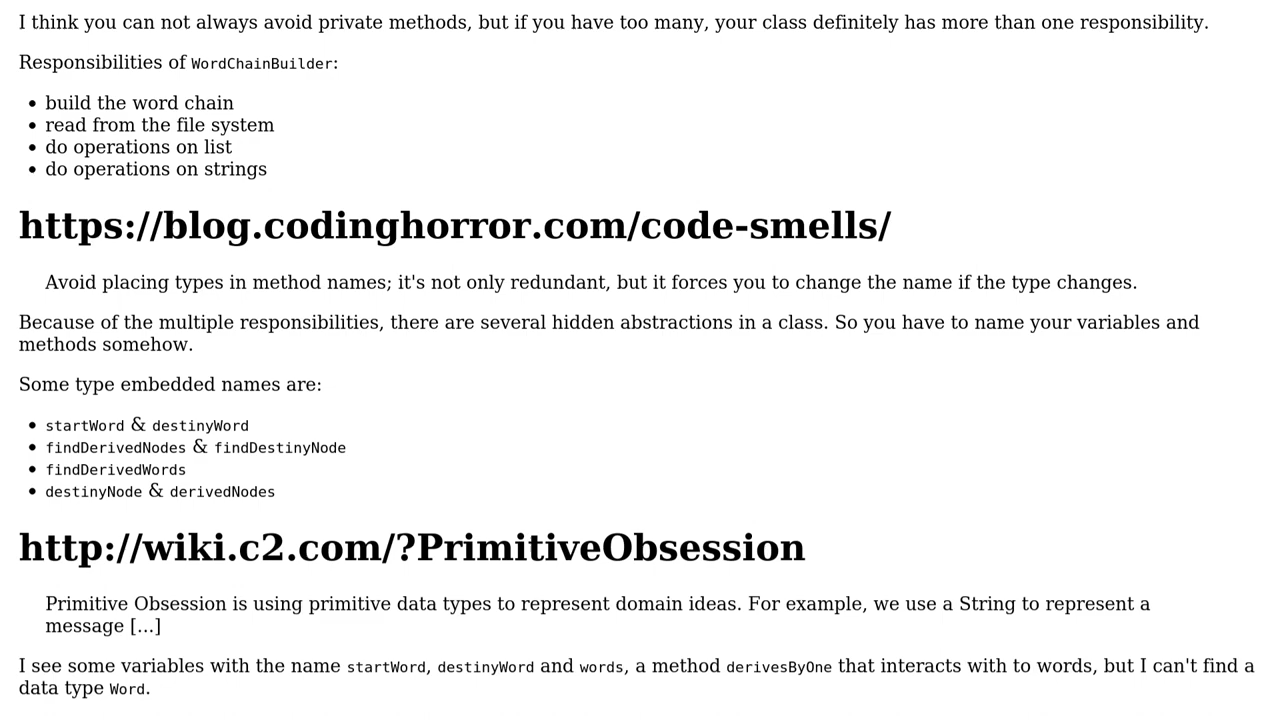 I think you can not always avoid private methods, but if you have too many, your class definitely has more than one responsibility.
Responsibilities of WordChainBuilder:
• build the word chain
• read from the file system
• do operations on list
• do operations on strings
https://blog.codinghorror.com/code-smells/
Avoid placing types in method names; it's not only redundant, but it forces you to change the name if the type changes.
Because of the multiple responsibilities, there are several hidden abstractions in a class. So you have to name your variables and
methods somehow.
Some type embedded names are:
• startWord & destinyWord
• findDerivedNodes & findDestinyNode
• findDerivedWords
• destinyNode & derivedNodes
http://wiki.c2.com/?PrimitiveObsession
Primitive Obsession is using primitive data types to represent domain ideas. For example, we use a String to represent a
message [...]
I see some variables with the name startWord, destinyWord and words, a method derivesByOne that interacts with to words, but I can't find a
data type Word.